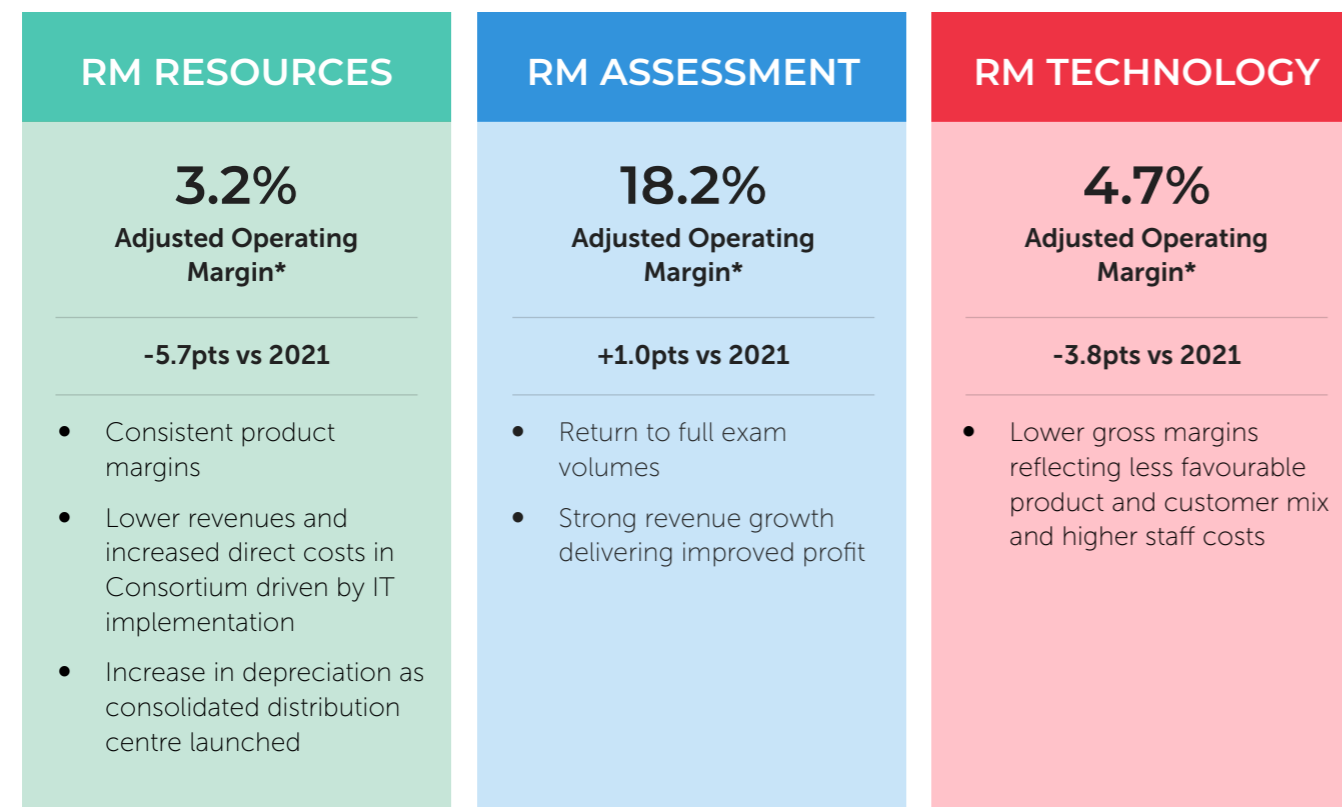 RM RESOURCES
3.2%
Adjusted Operating
Margin*
-5.7pts vs 2021
• Consistent product
margins
• Lower revenues and
increased direct costs in
Consortium driven by IT
implementation
• Increase in depreciation as
consolidated distribution
centre launched
RM ASSESSMENT
18.2%
Adjusted Operating
Margin*
+1.0pts vs 2021
• Return to full exam
volumes
• Strong revenue growth
delivering improved profit
RM TECHNOLOGY
4.7%
Adjusted Operating
Margin*
-3.8pts vs 2021
• Lower gross margins
reflecting less favourable
product and customer mix
and higher staff costs